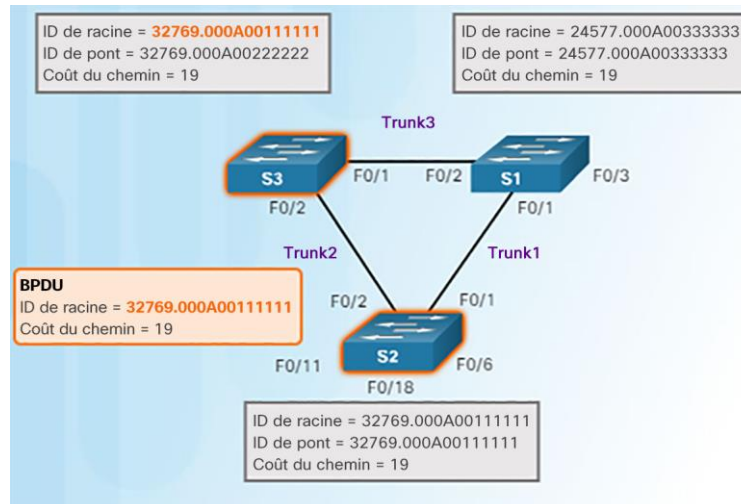 ID de racine = 32769.000A00111111
ID de pont = 32769.000A00222222
Coût du chemin = 19
ID de racine = 24577.000A00333333
ID de pont = 24577.000A00333333
Coût du chemin = 19
Trunk3
S3
F0/1
F0/2
S1
F0/3
F0/2
F0/1
Trunk2
Trunk1
BPDU
ID de racine = 32769.000A00111111
Coût du chemin = 19
F0/2
F0/1
S2
F0/11
F0/6
F0/18
ID de racine = 32769.000A00111111
ID de pont = 32769.000A00111111
Coût du chemin = 19